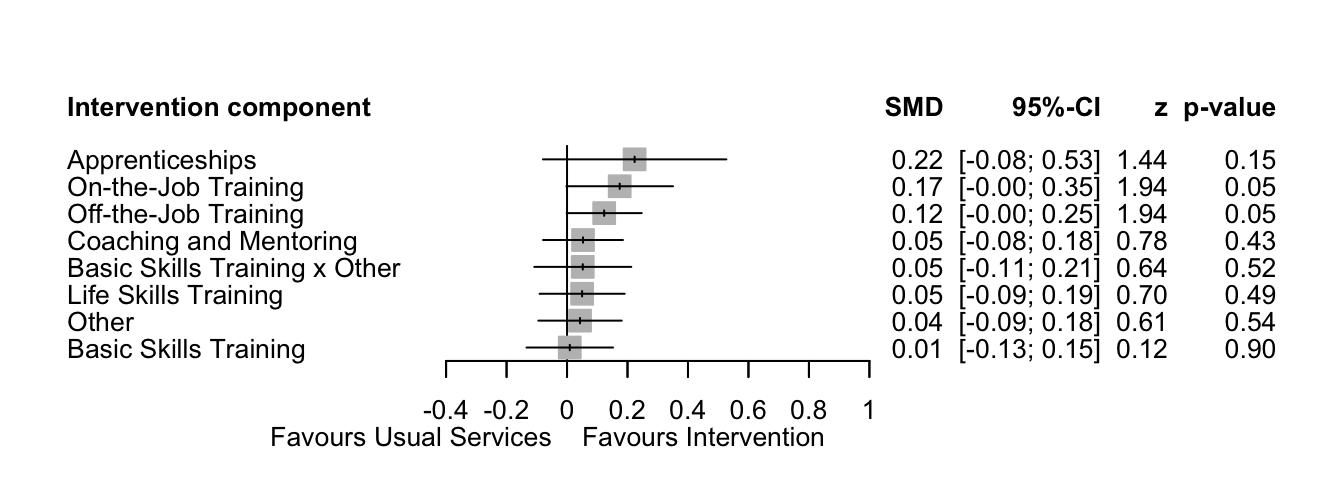 Intervention component SMD 95%-CI z p-value
Apprenticeships 0.22 [-0.08; 0.53] 1.44 0.15
On-the-Job Training 0.17 [-0.00; 0.35] 1.94 0.05
Off-the-Job Training 0.12 [-0.00; 0.25] 1.94 0.05
Coaching and Mentoring 0.05 [-0.08; 0.18] 0.78 0.43
Basic Skills Training x Other 0.05 [-0.11; 0.21] 0.64 0.52
Life Skills Training 0.05 [-0.09; 0.19] 0.70 0.49
Other 0.04 [-0.09; 0.18] 0.61 0.54
Basic Skills Training 0.01 [-0.13; 0.15] 0.12 0.90
-0.4 -0.2 0 0.2 0.4 0.6 0.8 1
Favours Usual Services Favours Intervention